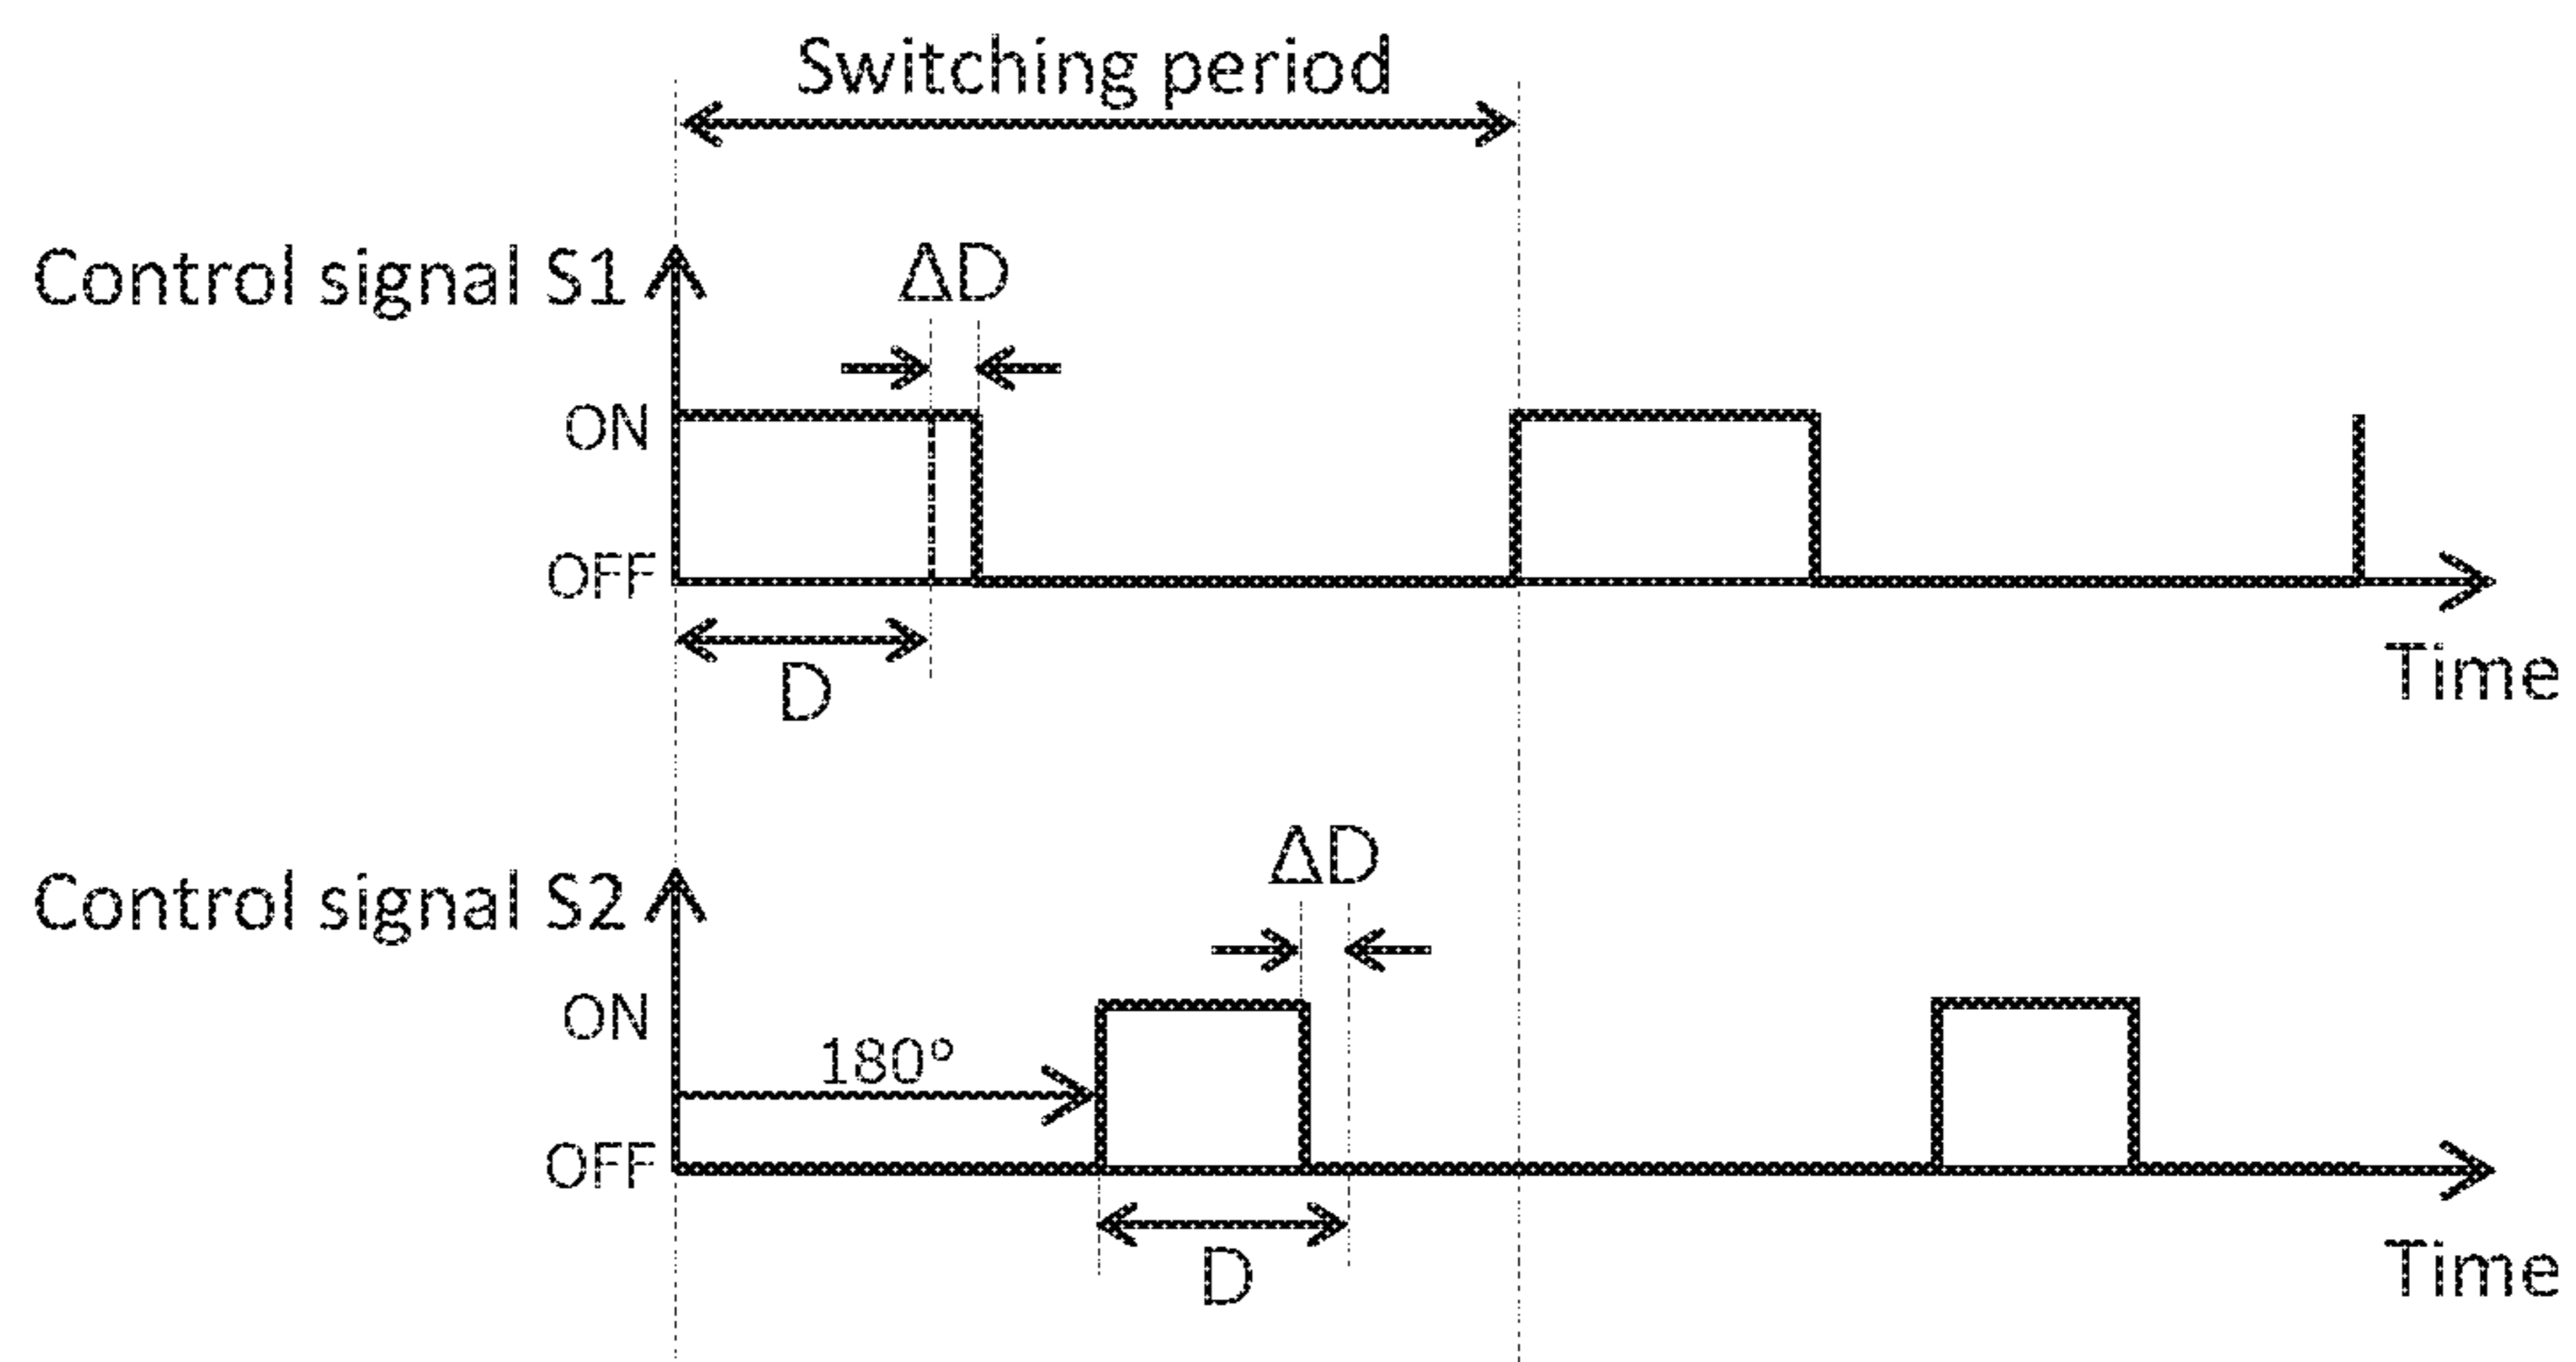 Switching period
Control signal S1
ΔD
ON
OFF
D
Time
ΔD
Control signal S2
ON
180°
OFF
D
Time